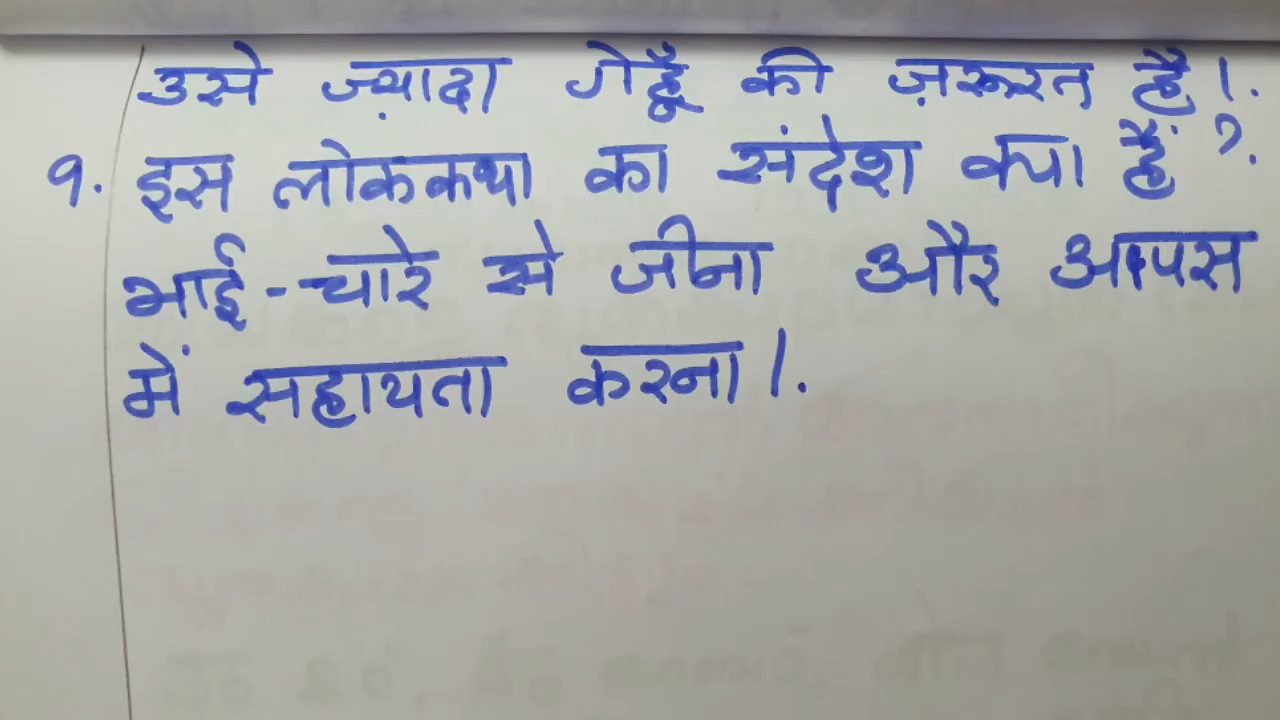 उसे ज़्यादा गेहूँ की ज़रूरत है।.
9. इस लोककथा का संदेश क्या हैं ?.
भाई-चारे से जीना और आपस
में सहायता करना।.